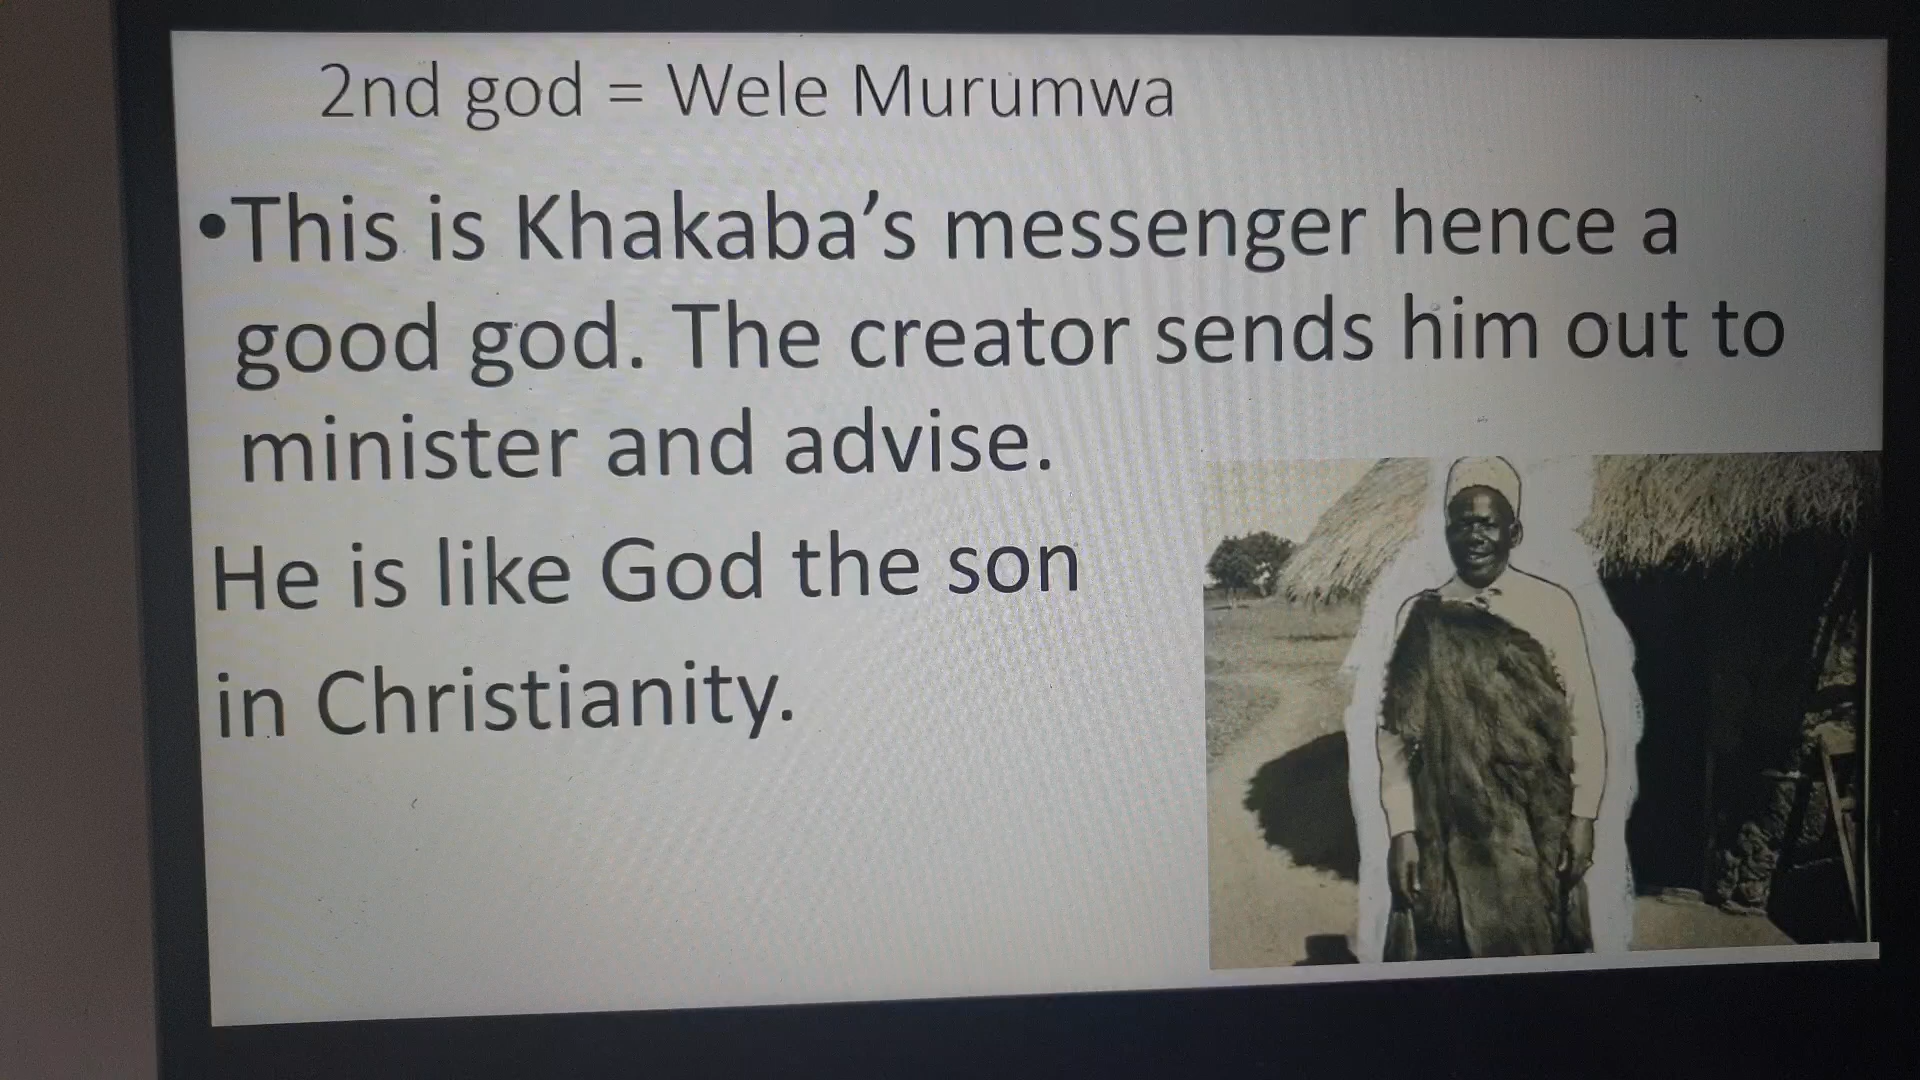 2nd god = Wele Murumwa
•This is Khakaba's messenger hence a
good god. The creator sends him out to
minister and advise.
He is like God the son
in Christianity.